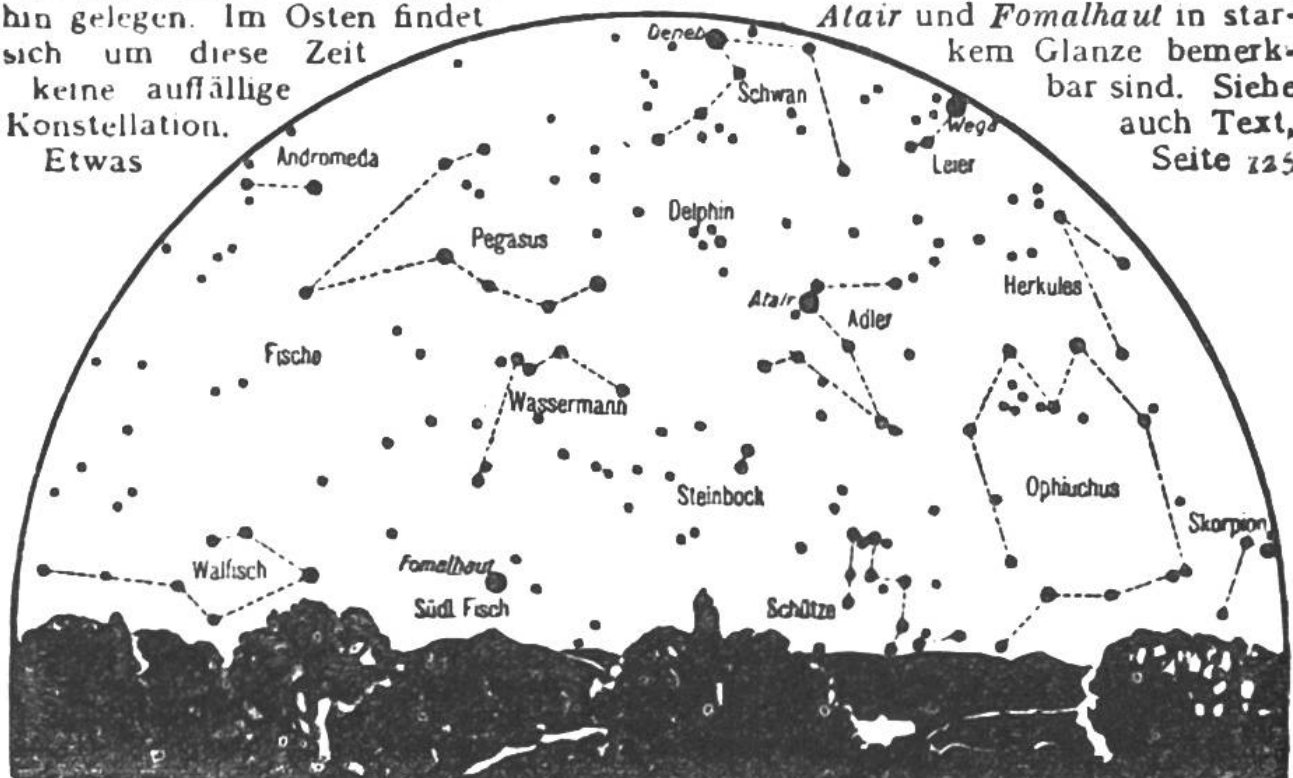 hin gelegen. Im Osten findet
sich um diese Zeit
keine auffällige
Konstellation.
Etwas
Atair und Fomalhaut in star-
kem Glanze bemerk-
bar sind. Siehe
auch Text,
Seite 125
Deneb
Schwan
Wega
Leier
Andromeda
Delphin
Pegasus
Herkules
Atair
Adler
Fische
Wassermann
Steinbock
Ophiuchus
Skorpion
Walfisch
Fomalhaut
Südl. Fisch
Schütze